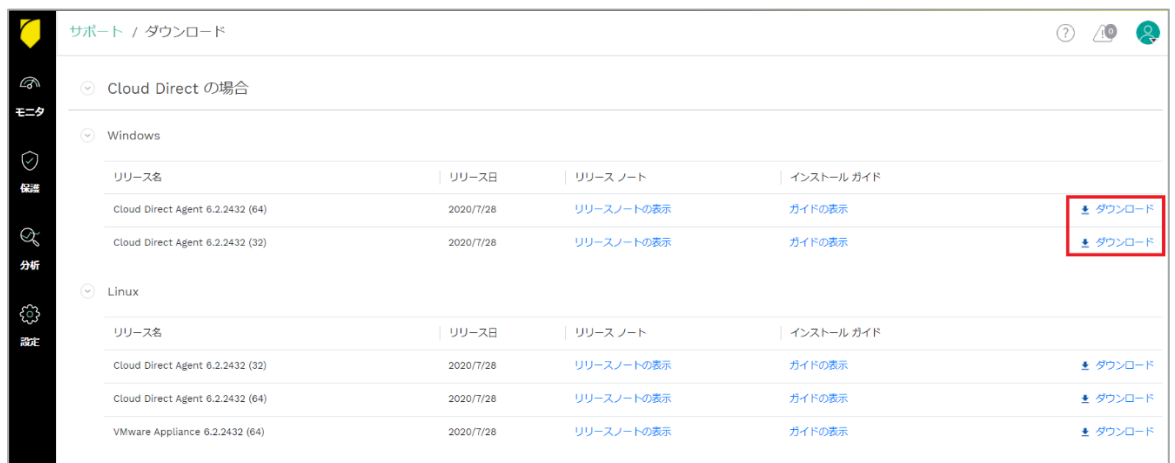 サポート / ダウンロード
? 0
モニタ
保護
分析
設定
Cloud Direct の場合
Windows
リリース名 リリース日 リリース ノート インストール ガイド
Cloud Direct Agent 6.2.2432 (64) 2020/7/28 リリースノートの表示 ガイドの表示 ダウンロード
Cloud Direct Agent 6.2.2432 (32) 2020/7/28 リリースノートの表示 ガイドの表示 ダウンロード
Linux
リリース名 リリース日 リリース ノート インストール ガイド
Cloud Direct Agent 6.2.2432 (32) 2020/7/28 リリースノートの表示 ガイドの表示 ダウンロード
Cloud Direct Agent 6.2.2432 (64) 2020/7/28 リリースノートの表示 ガイドの表示 ダウンロード
VMware Appliance 6.2.2432 (64) 2020/7/28 リリースノートの表示 ガイドの表示 ダウンロード